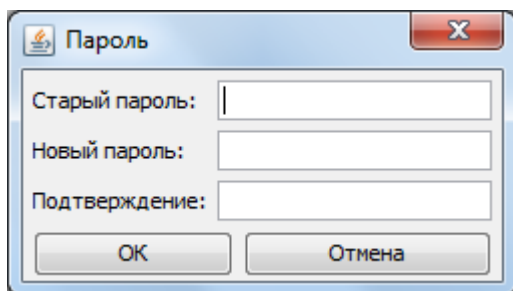 Пароль
Старый пароль:
Новый пароль:
Подтверждение:
OK Отмена